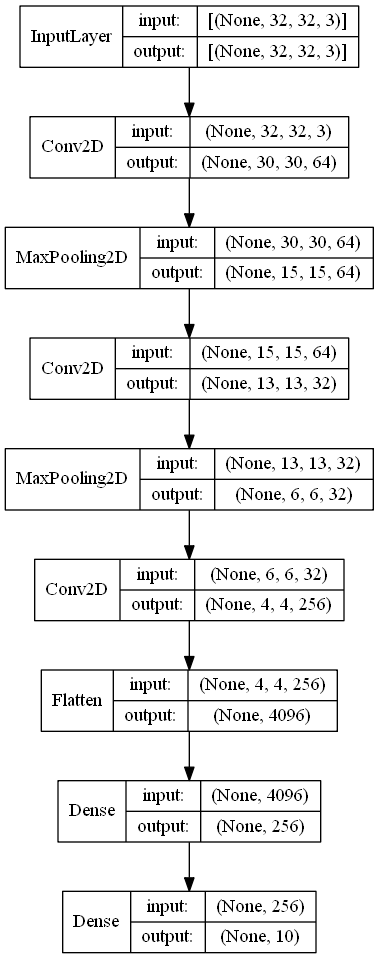 InputLayer input: [(None, 32, 32, 3)]
output: [(None, 32, 32, 3)]
Conv2D input: (None, 32, 32, 3)
output: (None, 30, 30, 64)
MaxPooling2D input: (None, 30, 30, 64)
output: (None, 15, 15, 64)
Conv2D input: (None, 15, 15, 64)
output: (None, 13, 13, 32)
MaxPooling2D input: (None, 13, 13, 32)
output: (None, 6, 6, 32)
Conv2D input: (None, 6, 6, 32)
output: (None, 4, 4, 256)
Flatten input: (None, 4, 4, 256)
output: (None, 4096)
Dense input: (None, 4096)
output: (None, 256)
Dense input: (None, 256)
output: (None, 10)